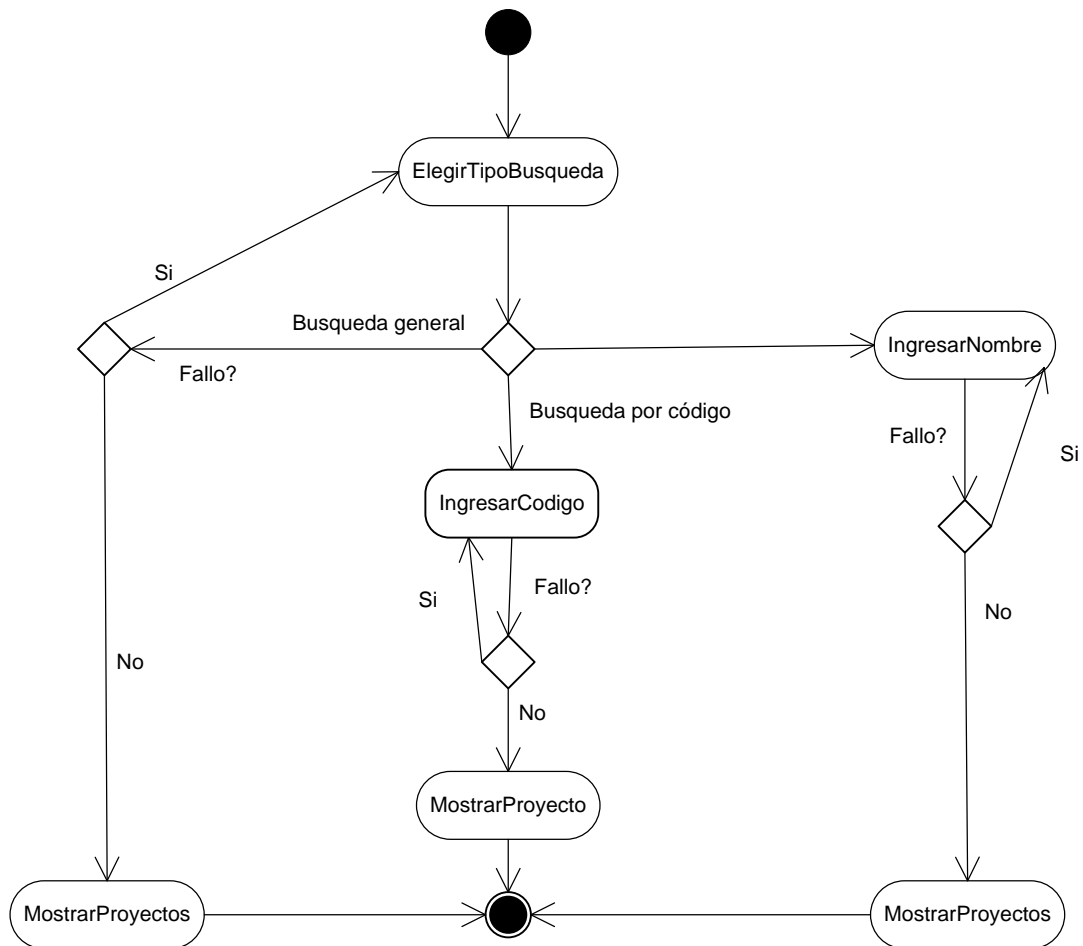 ElegirTipoBusqueda
Si
Busqueda general
Fallo?
IngresarNombre
Busqueda por código
Fallo?
Si
IngresarCodigo
Fallo?
Si
No
No
No
MostrarProyecto
MostrarProyectos
MostrarProyectos